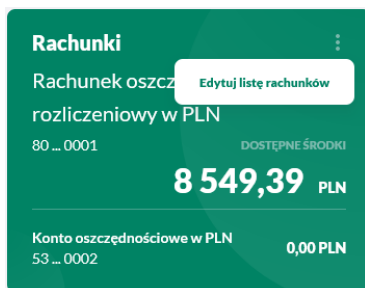 Rachunki
Rachunek oszcz
Edytuj listę rachunków
rozliczeniowy w PLN
80 ... 0001
DOSTĘPNE ŚRODKI
8 549,39 PLN
Konto oszczędnościowe w PLN
53 ... 0002
0,00 PLN